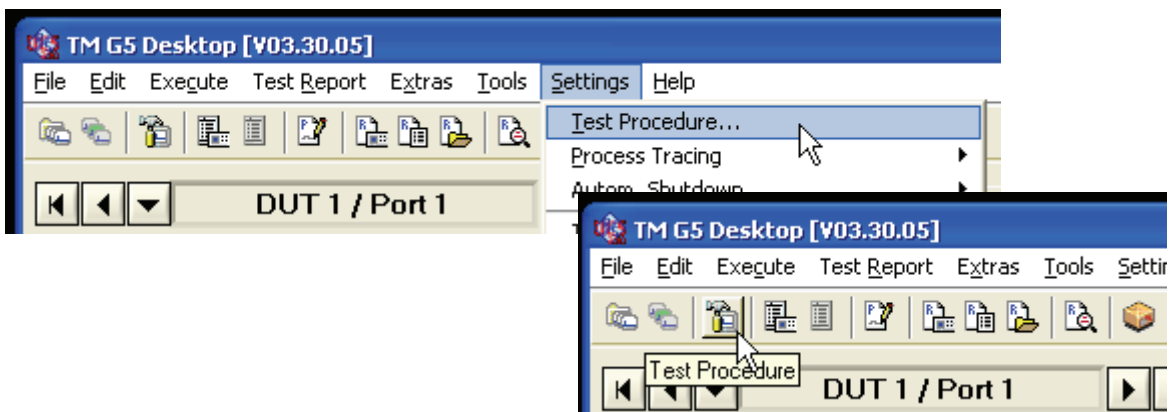 TM G5 Desktop [V03.30.05]
File Edit Execute Test Report Extras Tools Settings Help
Test Procedure...
Process Tracing
Autom. Shutdown
DUT 1 / Port 1
TM G5 Desktop [V03.30.05]
File Edit Execute Test Report Extras Tools
Test Procedure
DUT 1 / Port 1